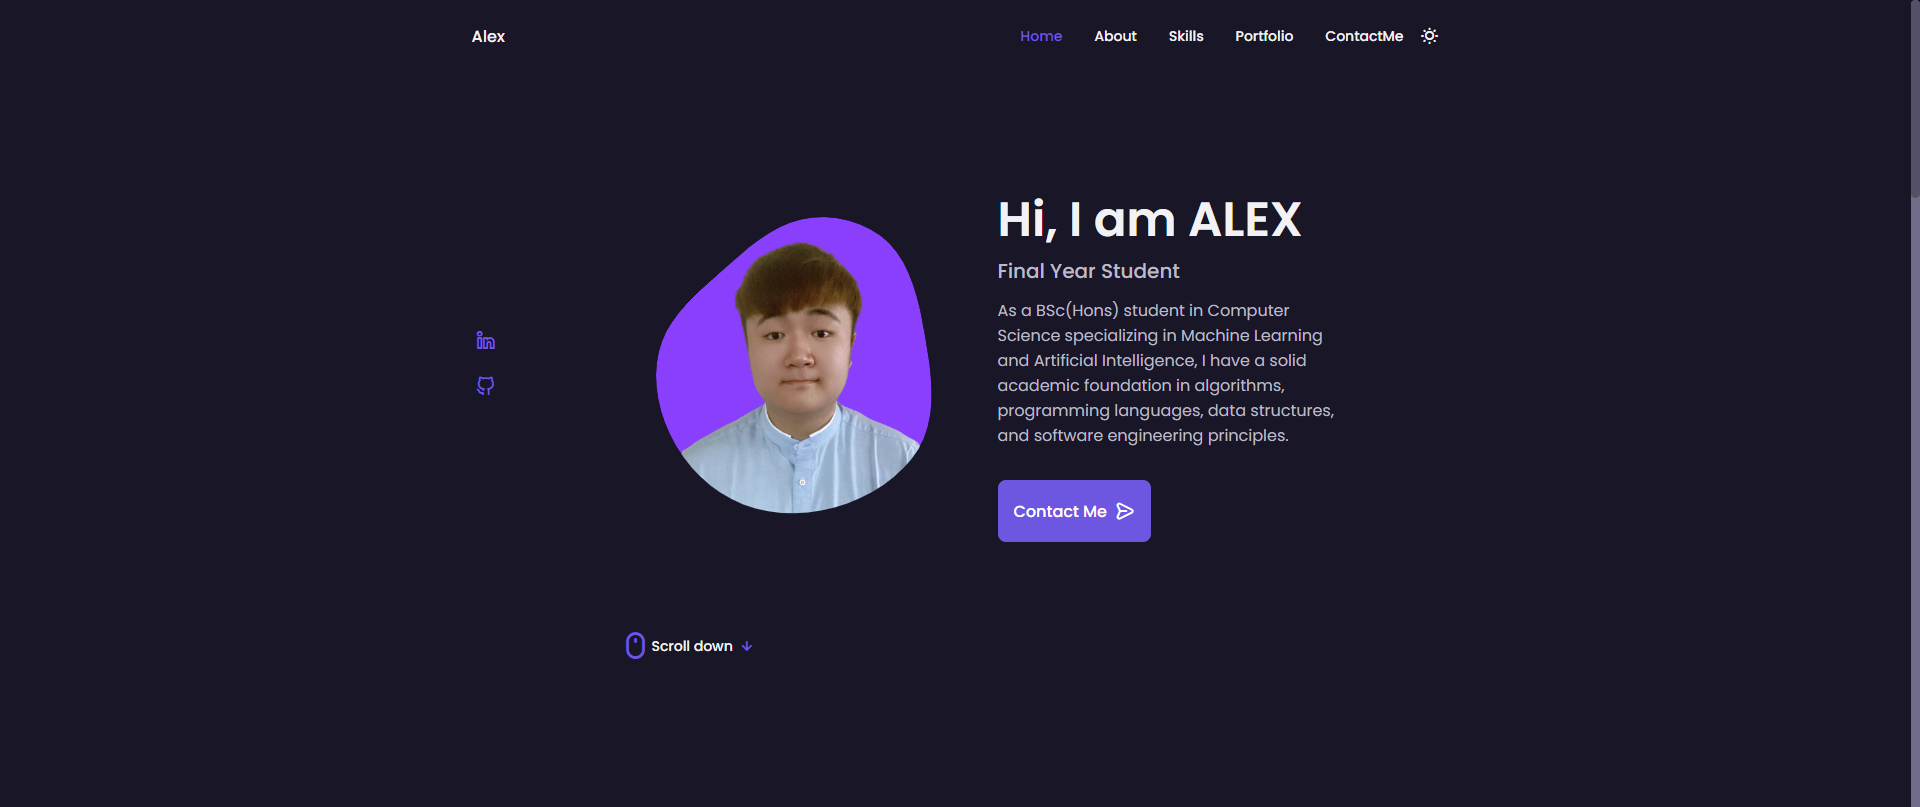 Alex
Home About Skills Portfolio ContactMe
Hi, I am ALEX
Final Year Student
As a BSc(Hons) student in Computer
Science specializing in Machine Learning
and Artificial Intelligence, I have a solid
academic foundation in algorithms,
programming languages, data structures,
and software engineering principles.
Contact Me
Scroll down